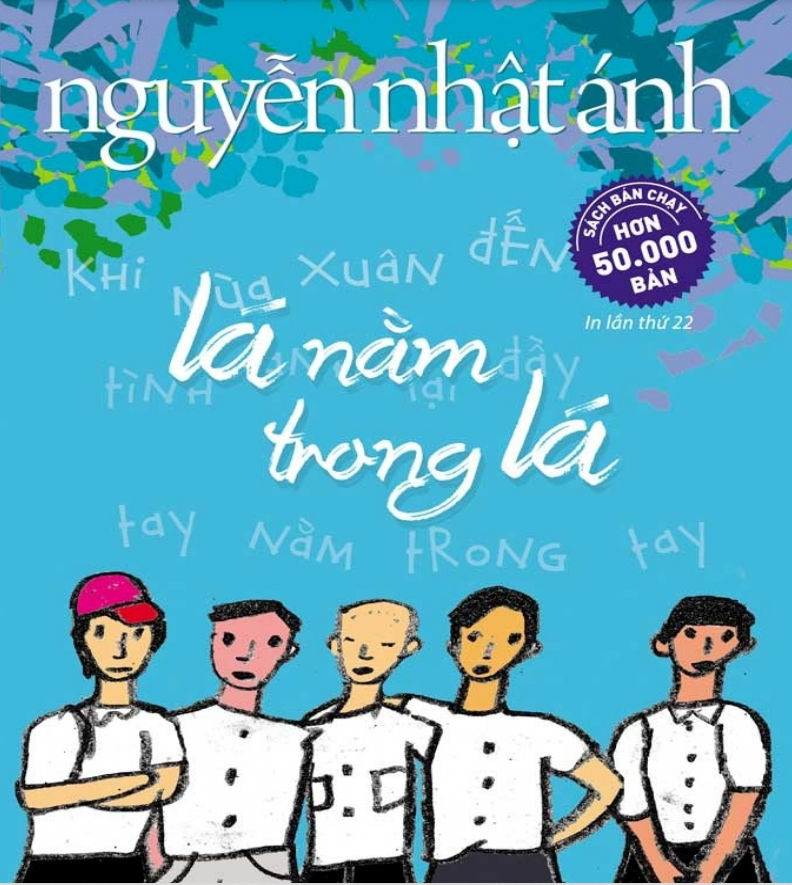 nguyễn nhật ánh
SÁCH BÁN CHẠY
HƠN
50.000
BẢN
In lần thứ 22
KHI MÙA XUÂN ĐẾN
lá nằm
TÌNH lại đầy
trong lá
tay NẰM TRONG tay